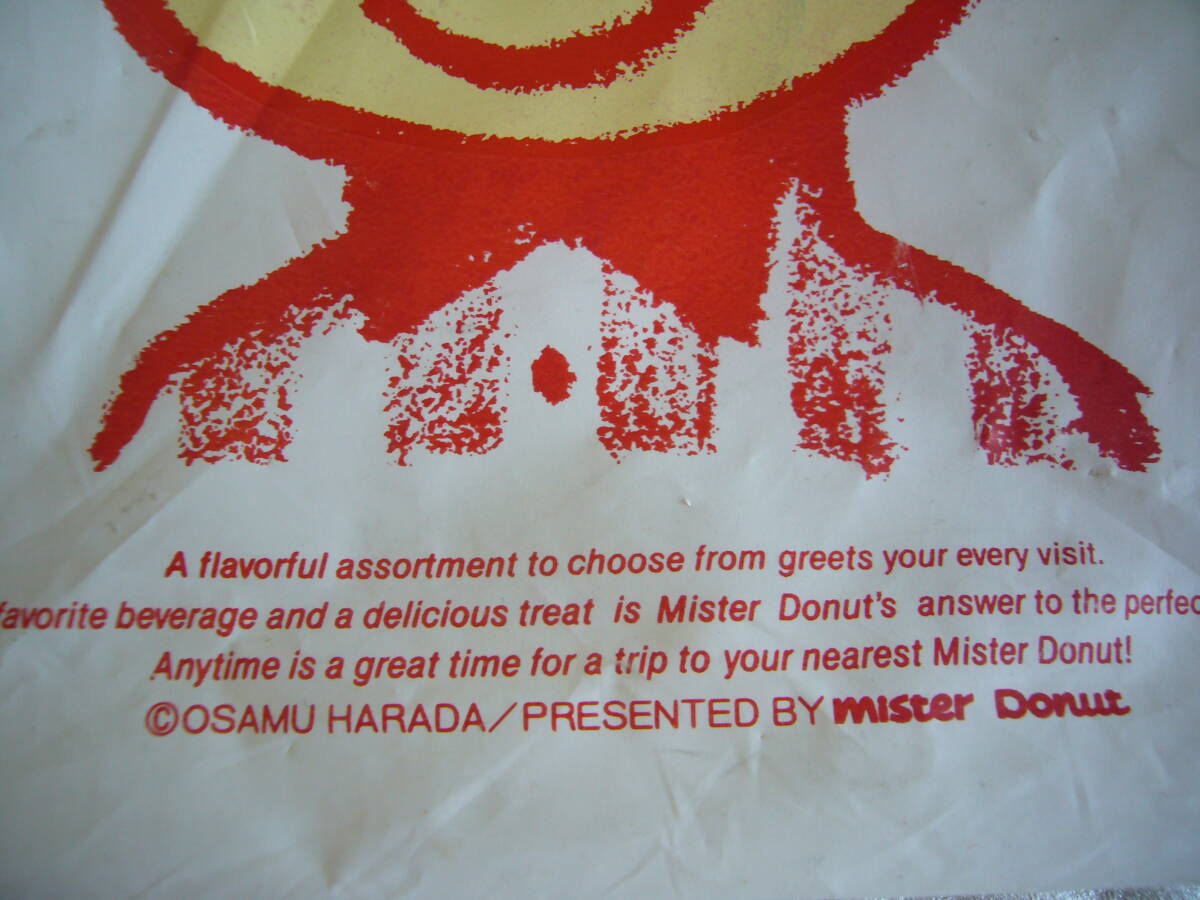 A flavorful assortment to choose from greets your every visit.
favorite beverage and a delicious treat is Mister Donut's answer to the perfec
Anytime is a great time for a trip to your nearest Mister Donut!
©OSAMU HARADA/PRESENTED BY mister Donut